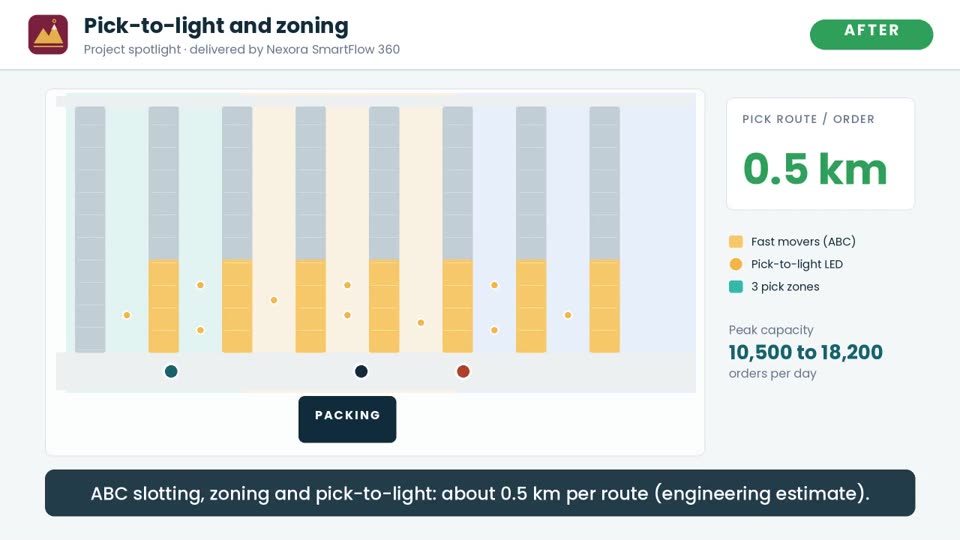 Pick-to-light and zoning
Project spotlight · delivered by Nexora SmartFlow 360
AFTER
PICK ROUTE / ORDER
0.5 km
Fast movers (ABC)
Pick-to-light LED
3 pick zones
Peak capacity
10,500 to 18,200
orders per day
PACKING
ABC slotting, zoning and pick-to-light: about 0.5 km per route (engineering estimate).